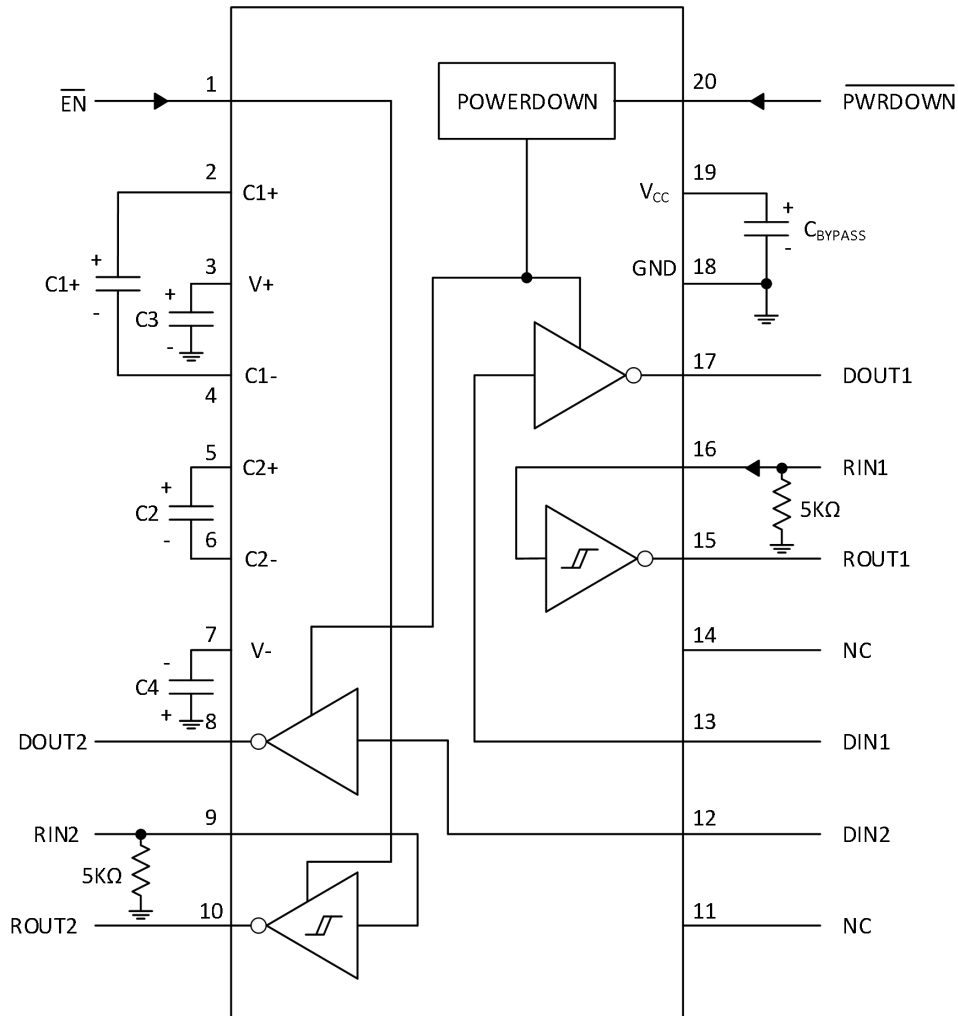 1
EN
POWERDOWN
20
PWRDOWN
2
C1+
19
VCC
+
CBYPASS
-
+
C1+
-
3
V+
+
C3
-
GND
18
C1-
4
17
DOUT1
5
C2+
16
RIN1
+
C2
-
5KΩ
6
C2-
15
ROUT1
7
V-
14
NC
-
C4
+
8
DOUT2
13
DIN1
9
RIN2
12
DIN2
5KΩ
10
ROUT2
11
NC